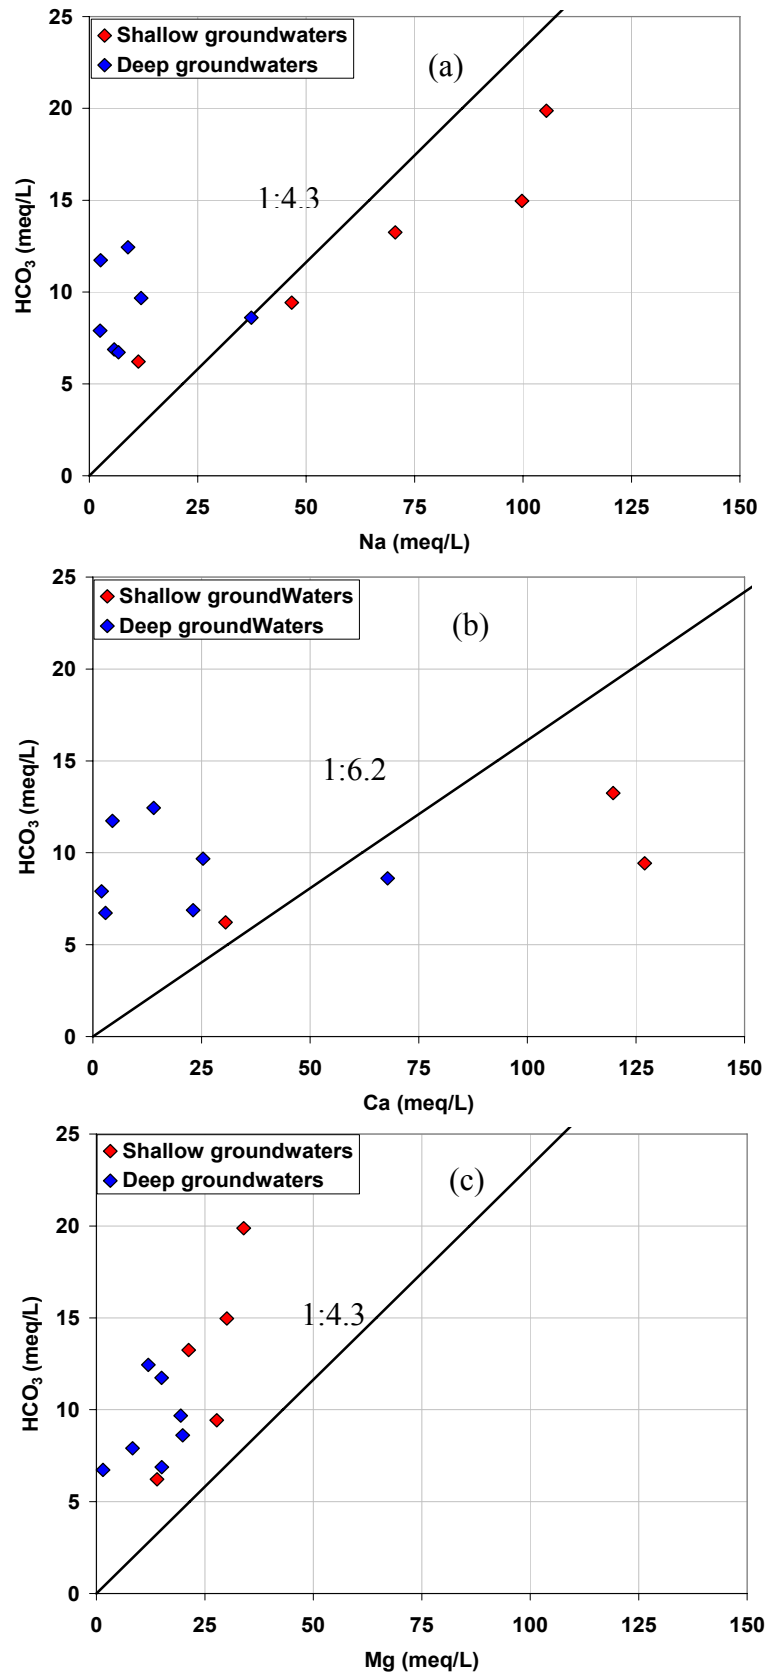 25
Shallow groundwaters
Deep groundwaters
(a)
20
15
1:4.3
10
5
0
HCO3 (meq/L)
0 25 50 75 100 125 150
Na (meq/L)
25
Shallow groundWaters
Deep groundWaters
(b)
20
15
1:6.2
10
5
0
HCO3 (meq/L)
0 25 50 75 100 125 150
Ca (meq/L)
25
Shallow groundwaters
Deep groundwaters
(c)
20
15
1:4.3
10
5
0
HCO3 (meq/L)
0 25 50 75 100 125 150
Mg (meq/L)